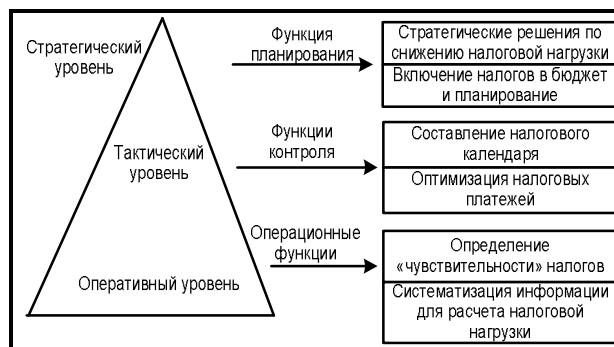 Стратегический
уровень
Функция
планирования
Стратегические решения по
снижению налоговой нагрузки
Включение налогов в бюджет
и планирование
Тактический
уровень
Функции
контроля
Составление налогового
календаря
Оптимизация налоговых
платежей
Оперативный уровень
Операционные
функции
Определение
«чувствительности» налогов
Систематизация информации
для расчета налоговой
нагрузки